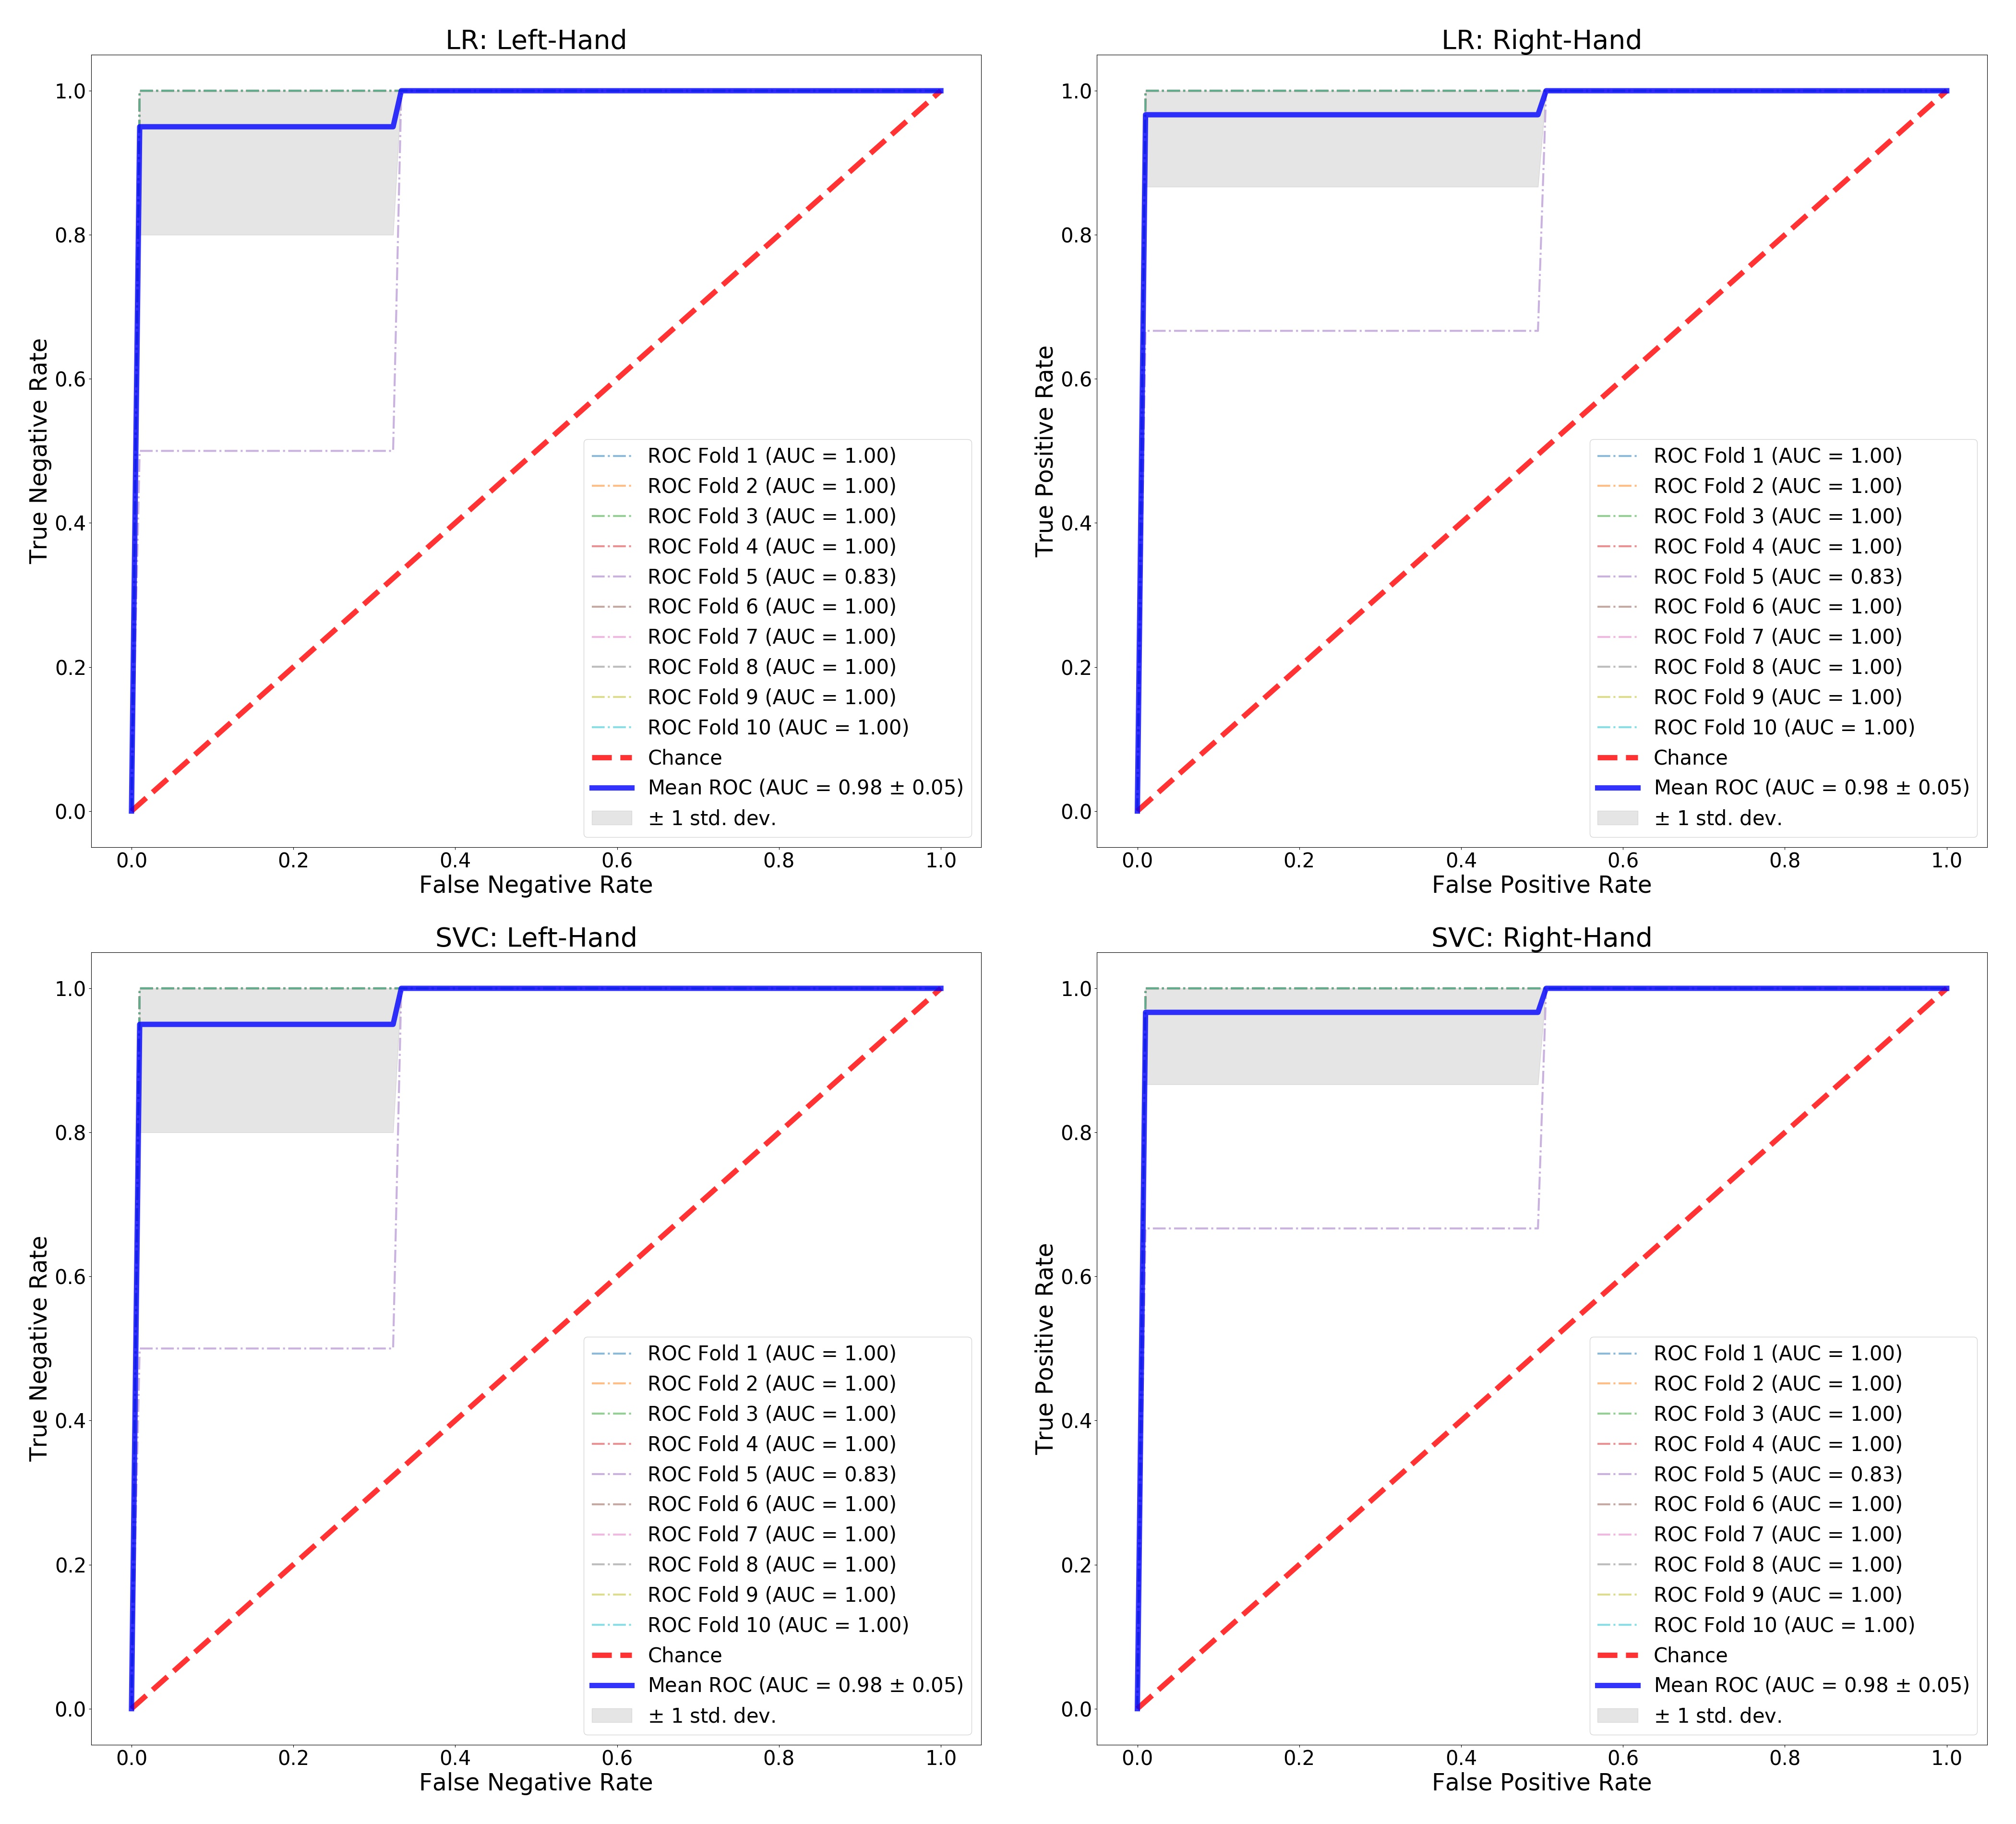 LR: Left-Hand
1.0
0.8
0.6
0.4
0.2
0.0
True Negative Rate
ROC Fold 1 (AUC = 1.00)
ROC Fold 2 (AUC = 1.00)
ROC Fold 3 (AUC = 1.00)
ROC Fold 4 (AUC = 1.00)
ROC Fold 5 (AUC = 0.83)
ROC Fold 6 (AUC = 1.00)
ROC Fold 7 (AUC = 1.00)
ROC Fold 8 (AUC = 1.00)
ROC Fold 9 (AUC = 1.00)
ROC Fold 10 (AUC = 1.00)
Chance
Mean ROC (AUC = 0.98 ± 0.05)
± 1 std. dev.
0.0 0.2 0.4 0.6 0.8 1.0
False Negative Rate
LR: Right-Hand
1.0
0.8
0.6
0.4
0.2
0.0
True Positive Rate
ROC Fold 1 (AUC = 1.00)
ROC Fold 2 (AUC = 1.00)
ROC Fold 3 (AUC = 1.00)
ROC Fold 4 (AUC = 1.00)
ROC Fold 5 (AUC = 0.83)
ROC Fold 6 (AUC = 1.00)
ROC Fold 7 (AUC = 1.00)
ROC Fold 8 (AUC = 1.00)
ROC Fold 9 (AUC = 1.00)
ROC Fold 10 (AUC = 1.00)
Chance
Mean ROC (AUC = 0.98 ± 0.05)
± 1 std. dev.
0.0 0.2 0.4 0.6 0.8 1.0
False Positive Rate
SVC: Left-Hand
1.0
0.8
0.6
0.4
0.2
0.0
True Negative Rate
ROC Fold 1 (AUC = 1.00)
ROC Fold 2 (AUC = 1.00)
ROC Fold 3 (AUC = 1.00)
ROC Fold 4 (AUC = 1.00)
ROC Fold 5 (AUC = 0.83)
ROC Fold 6 (AUC = 1.00)
ROC Fold 7 (AUC = 1.00)
ROC Fold 8 (AUC = 1.00)
ROC Fold 9 (AUC = 1.00)
ROC Fold 10 (AUC = 1.00)
Chance
Mean ROC (AUC = 0.98 ± 0.05)
± 1 std. dev.
0.0 0.2 0.4 0.6 0.8 1.0
False Negative Rate
SVC: Right-Hand
1.0
0.8
0.6
0.4
0.2
0.0
True Positive Rate
ROC Fold 1 (AUC = 1.00)
ROC Fold 2 (AUC = 1.00)
ROC Fold 3 (AUC = 1.00)
ROC Fold 4 (AUC = 1.00)
ROC Fold 5 (AUC = 0.83)
ROC Fold 6 (AUC = 1.00)
ROC Fold 7 (AUC = 1.00)
ROC Fold 8 (AUC = 1.00)
ROC Fold 9 (AUC = 1.00)
ROC Fold 10 (AUC = 1.00)
Chance
Mean ROC (AUC = 0.98 ± 0.05)
± 1 std. dev.
0.0 0.2 0.4 0.6 0.8 1.0
False Positive Rate